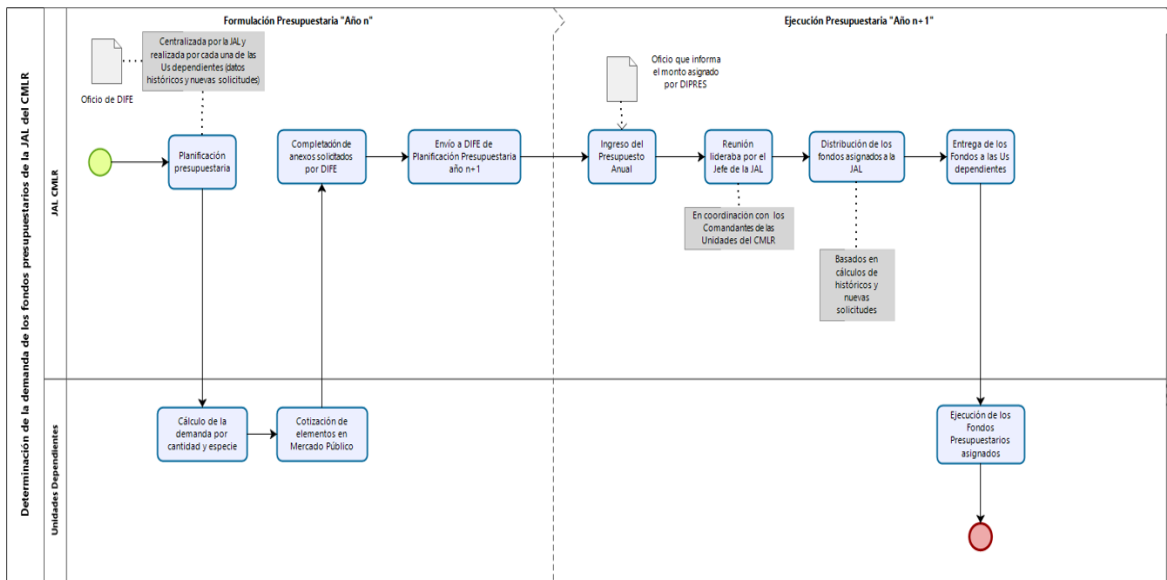 Formulación Presupuestaria "Año n"
Ejecución Presupuestaria "Año n+1"
Determinación de la demanda de los fondos presupuestarios de la JAL del CMLR
JAL CMLR
Oficio de DIFE
Centralizada por la JAL y
realizada por cada una de las
Us dependientes (datos
históricos y nuevas solicitudes)
Planificación
presupuestaria
Completación de
anexos solicitados
por DIFE
Envío a DIFE de
Planificación Presupuestaria
año n+1
Oficio que informa
el monto asignado
por DIPRES
Ingreso del
Presupuesto
Anual
Reunión
lideraba por el
Jefe de la JAL
Distribución de los
fondos asignados a la
JAL
Entrega de los
Fondos a las Us
dependientes
En coordinación con los
Comandantes de las
Unidades del CMLR
Basados en
cálculos de
históricos y
nuevas
solicitudes
Unidades Dependientes
Cálculo de la
demanda por
cantidad y especie
Cotización de
elementos en
Mercado Público
Ejecución de los
Fondos
Presupuestarios
asignados